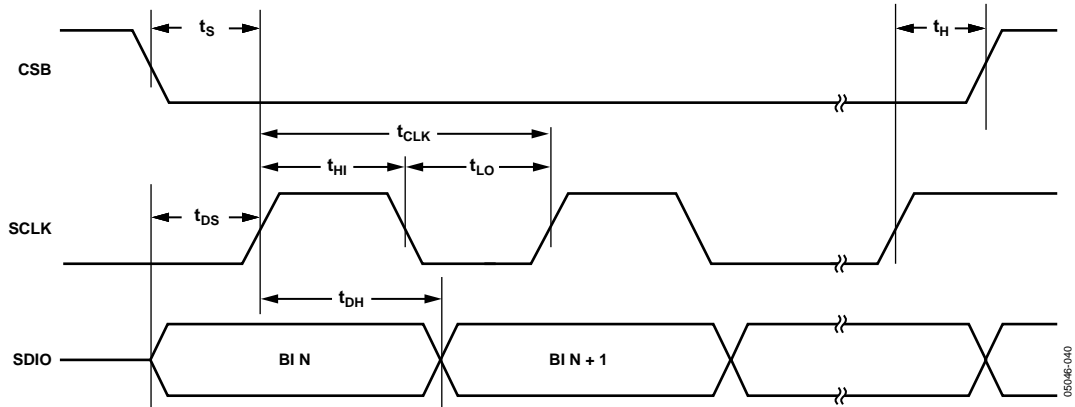 tS
tH
CSB
tCLK
tHI
tLO
tDS
SCLK
tDH
SDIO
BI N
BI N + 1
05046-040